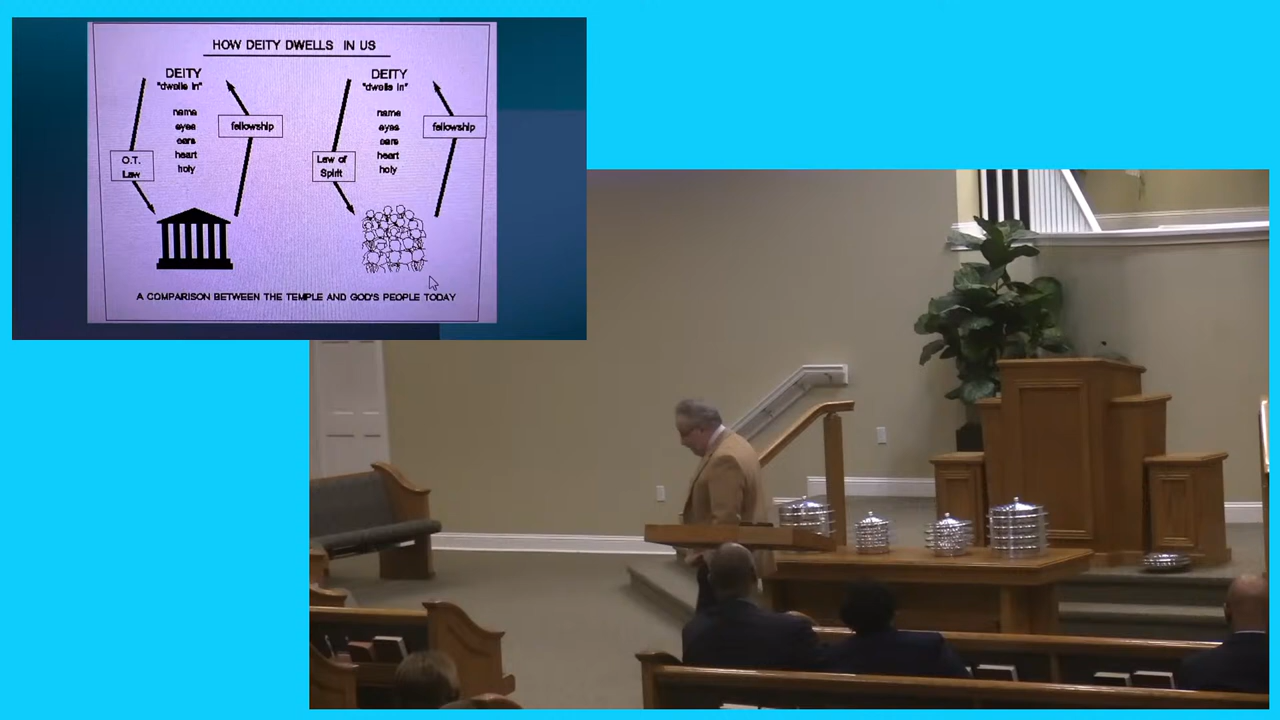 HOW DEITY DWELLS IN US
DEITY
"dwells in"
name
eyes
ears
heart
holy
O.T.
Law
fellowship
DEITY
"dwells in"
name
eyes
ears
heart
holy
Law of
Spirit
fellowship
A COMPARISON BETWEEN THE TEMPLE AND GOD'S PEOPLE TODAY